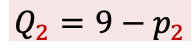 Q₂ = 9 − p₂